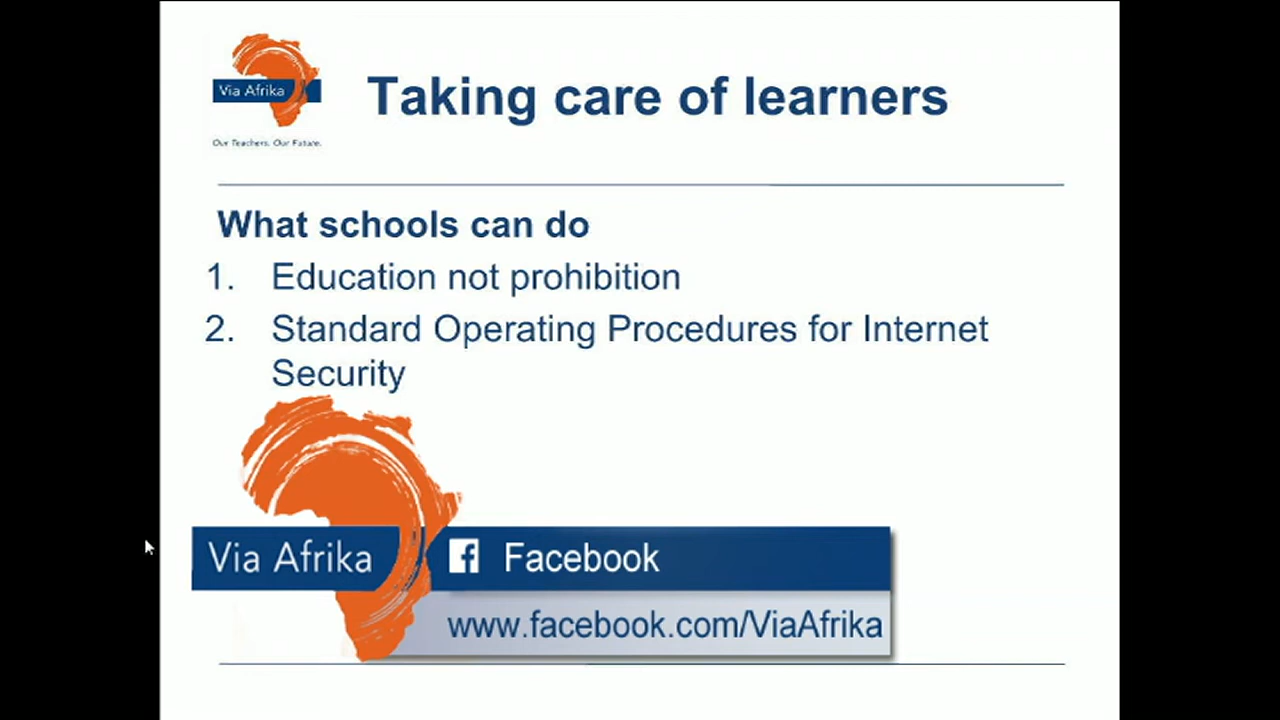 Via Afrika
Our Teachers. Our Future.
Taking care of learners
What schools can do
1. Education not prohibition
2. Standard Operating Procedures for Internet
Security
Via Afrika
Facebook
www.facebook.com/ViaAfrika